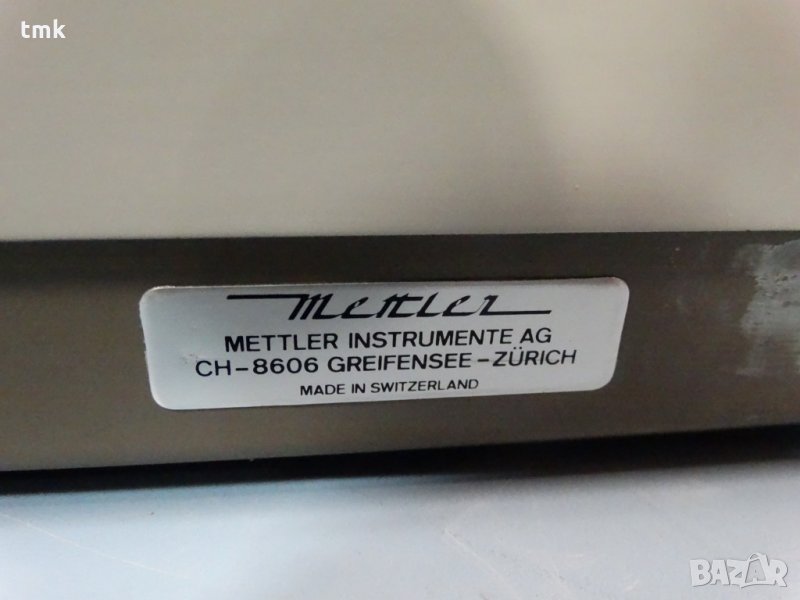 tmk
Mettler
METTLER INSTRUMENTE AG
CH-8606 GREIFENSEE-ZÜRICH
MADE IN SWITZERLAND
BAZAR